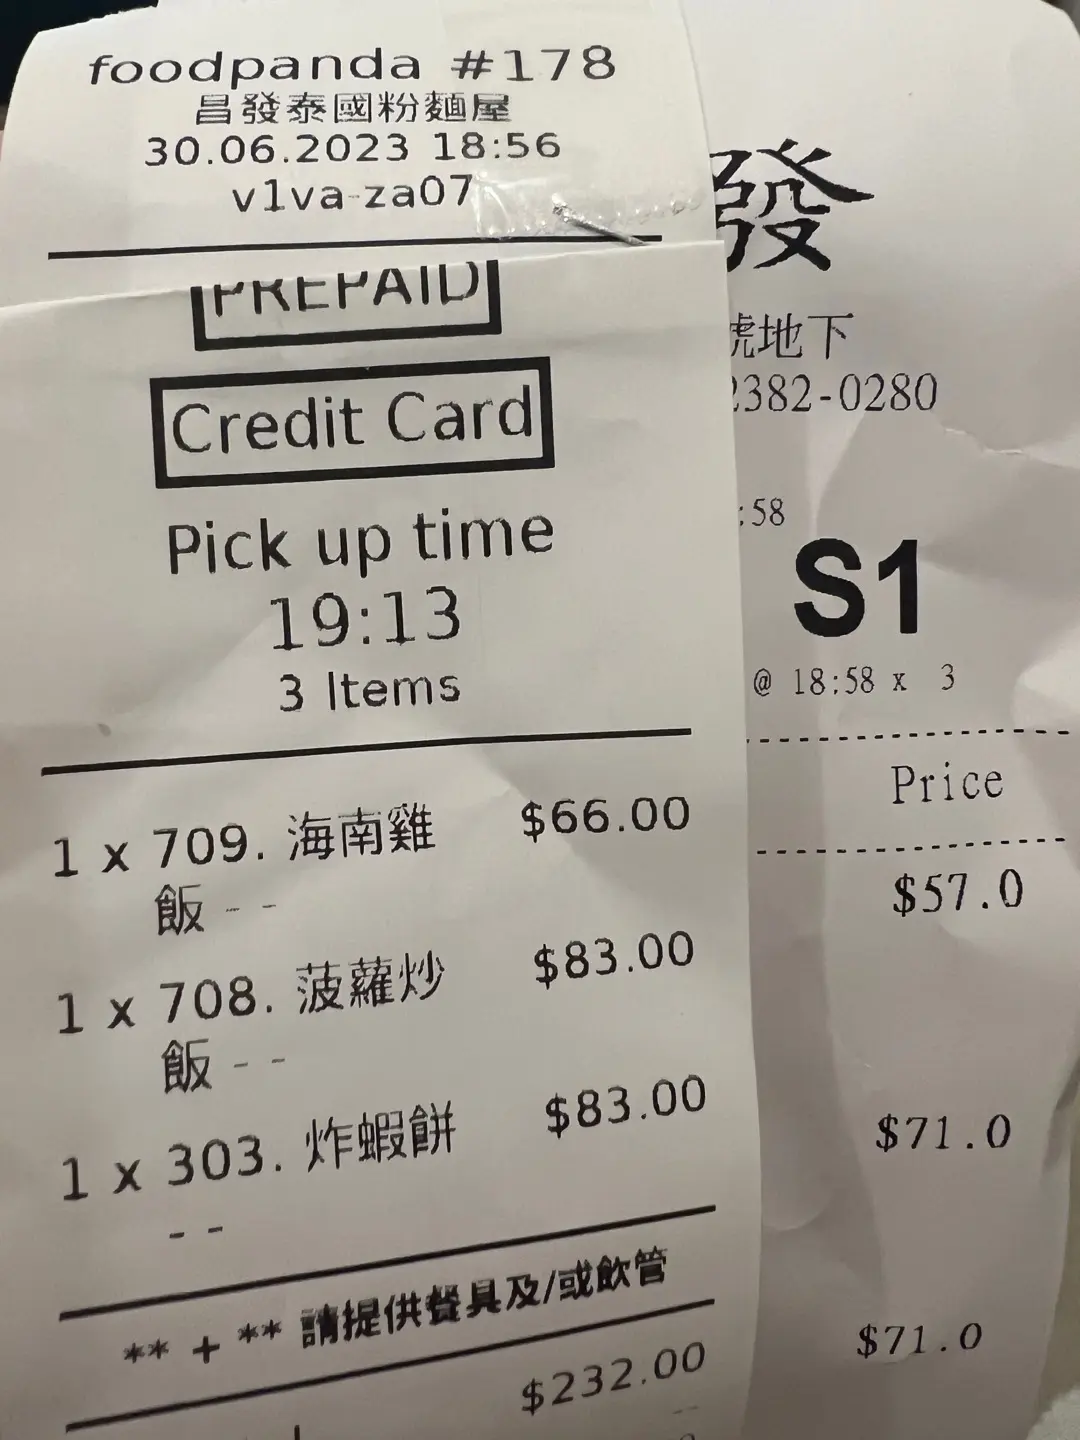 foodpanda #178
昌發泰國粉麵屋
30.06.2023 18:56
v1va-za07
PREPAID
Credit Card
Pick up time
19:13
3 Items
1 x 709. 海南雞 $66.00
飯 - -
1 x 708. 菠蘿炒 $83.00
飯 - -
1 x 303. 炸蝦餅 $83.00
- -
** + ** 請提供餐具及/或飲管
$232.00
發
號地下
2382-0280
:58
S1
@ 18:58 x 3
Price
$57.0
$71.0
$71.0